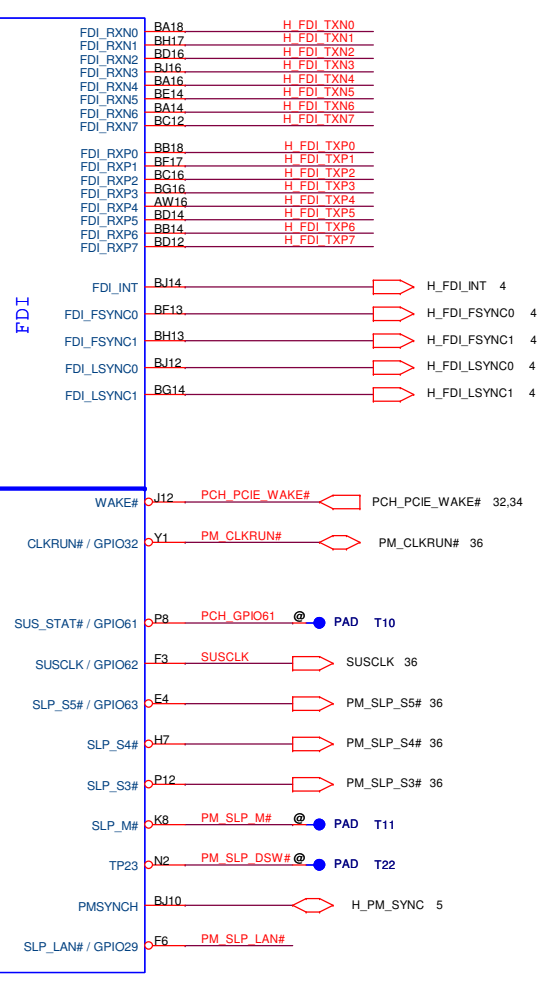 FDI_RXN0 BA18 H_FDI_TXN0
FDI_RXN1 BH17 H_FDI_TXN1
FDI_RXN2 BD16 H_FDI_TXN2
FDI_RXN3 BJ16 H_FDI_TXN3
FDI_RXN4 BA16 H_FDI_TXN4
FDI_RXN5 BE14 H_FDI_TXN5
FDI_RXN6 BA14 H_FDI_TXN6
FDI_RXN7 BC12 H_FDI_TXN7
FDI_RXP0 BB18 H_FDI_TXP0
FDI_RXP1 BF17 H_FDI_TXP1
FDI_RXP2 BC16 H_FDI_TXP2
FDI_RXP3 BG16 H_FDI_TXP3
FDI_RXP4 AW16 H_FDI_TXP4
FDI_RXP5 BD14 H_FDI_TXP5
FDI_RXP6 BB14 H_FDI_TXP6
FDI_RXP7 BD12 H_FDI_TXP7
FDI_INT BJ14 H_FDI_INT 4
FDI
FDI_FSYNC0 BF13 H_FDI_FSYNC0 4
FDI_FSYNC1 BH13 H_FDI_FSYNC1 4
FDI_LSYNC0 BJ12 H_FDI_LSYNC0 4
FDI_LSYNC1 BG14 H_FDI_LSYNC1 4
WAKE# J12 PCH_PCIE_WAKE# PCH_PCIE_WAKE# 32,34
CLKRUN# / GPIO32 Y1 PM_CLKRUN# PM_CLKRUN# 36
SUS_STAT# / GPIO61 P8 PCH_GPIO61 @ PAD T10
SUSCLK / GPIO62 F3 SUSCLK SUSCLK 36
SLP_S5# / GPIO63 E4 PM_SLP_S5# 36
SLP_S4# H7 PM_SLP_S4# 36
SLP_S3# P12 PM_SLP_S3# 36
SLP_M# K8 PM_SLP_M# @ PAD T11
TP23 N2 PM_SLP_DSW# @ PAD T22
PMSYNCH BJ10 H_PM_SYNC 5
SLP_LAN# / GPIO29 F6 PM_SLP_LAN#